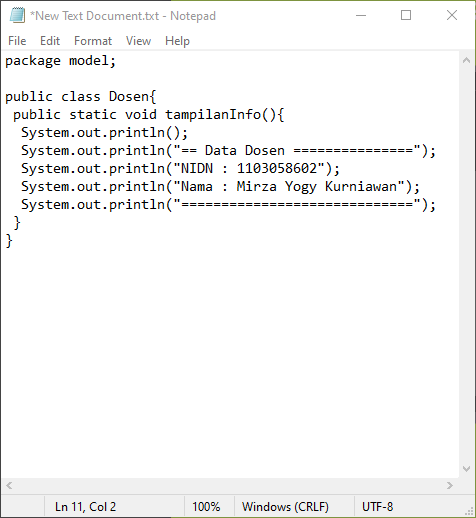 *New Text Document.txt - Notepad
File Edit Format View Help
package model;

public class Dosen{
 public static void tampilanInfo(){
  System.out.println();
  System.out.println("== Data Dosen ===============");
  System.out.println("NIDN : 1103058602");
  System.out.println("Nama : Mirza Yogy Kurniawan");
  System.out.println("=============================");
 }
}
Ln 11, Col 2 100% Windows (CRLF) UTF-8